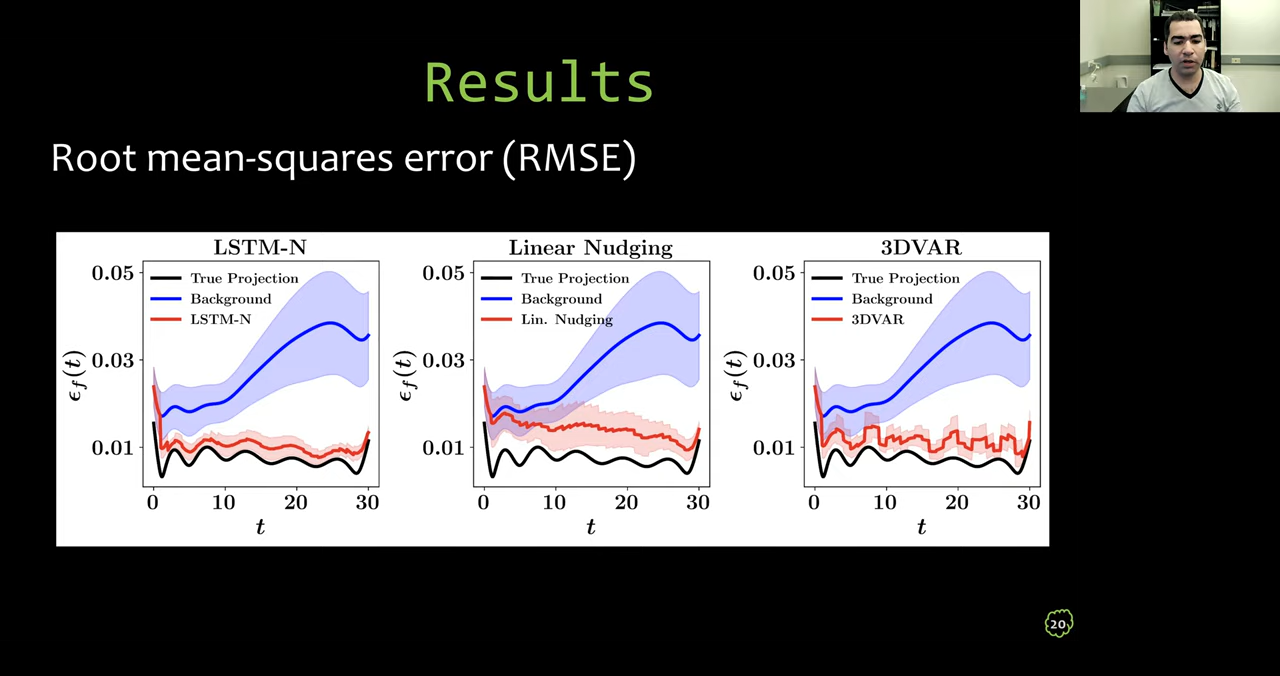 Results
Root mean-squares error (RMSE)
LSTM-N
0.05
0.03
0.01
ϵf(t)
True Projection
Background
LSTM-N
0 10 20 30
t
Linear Nudging
0.05
0.03
0.01
ϵf(t)
True Projection
Background
Lin. Nudging
0 10 20 30
t
3DVAR
0.05
0.03
0.01
ϵf(t)
True Projection
Background
3DVAR
0 10 20 30
t
20